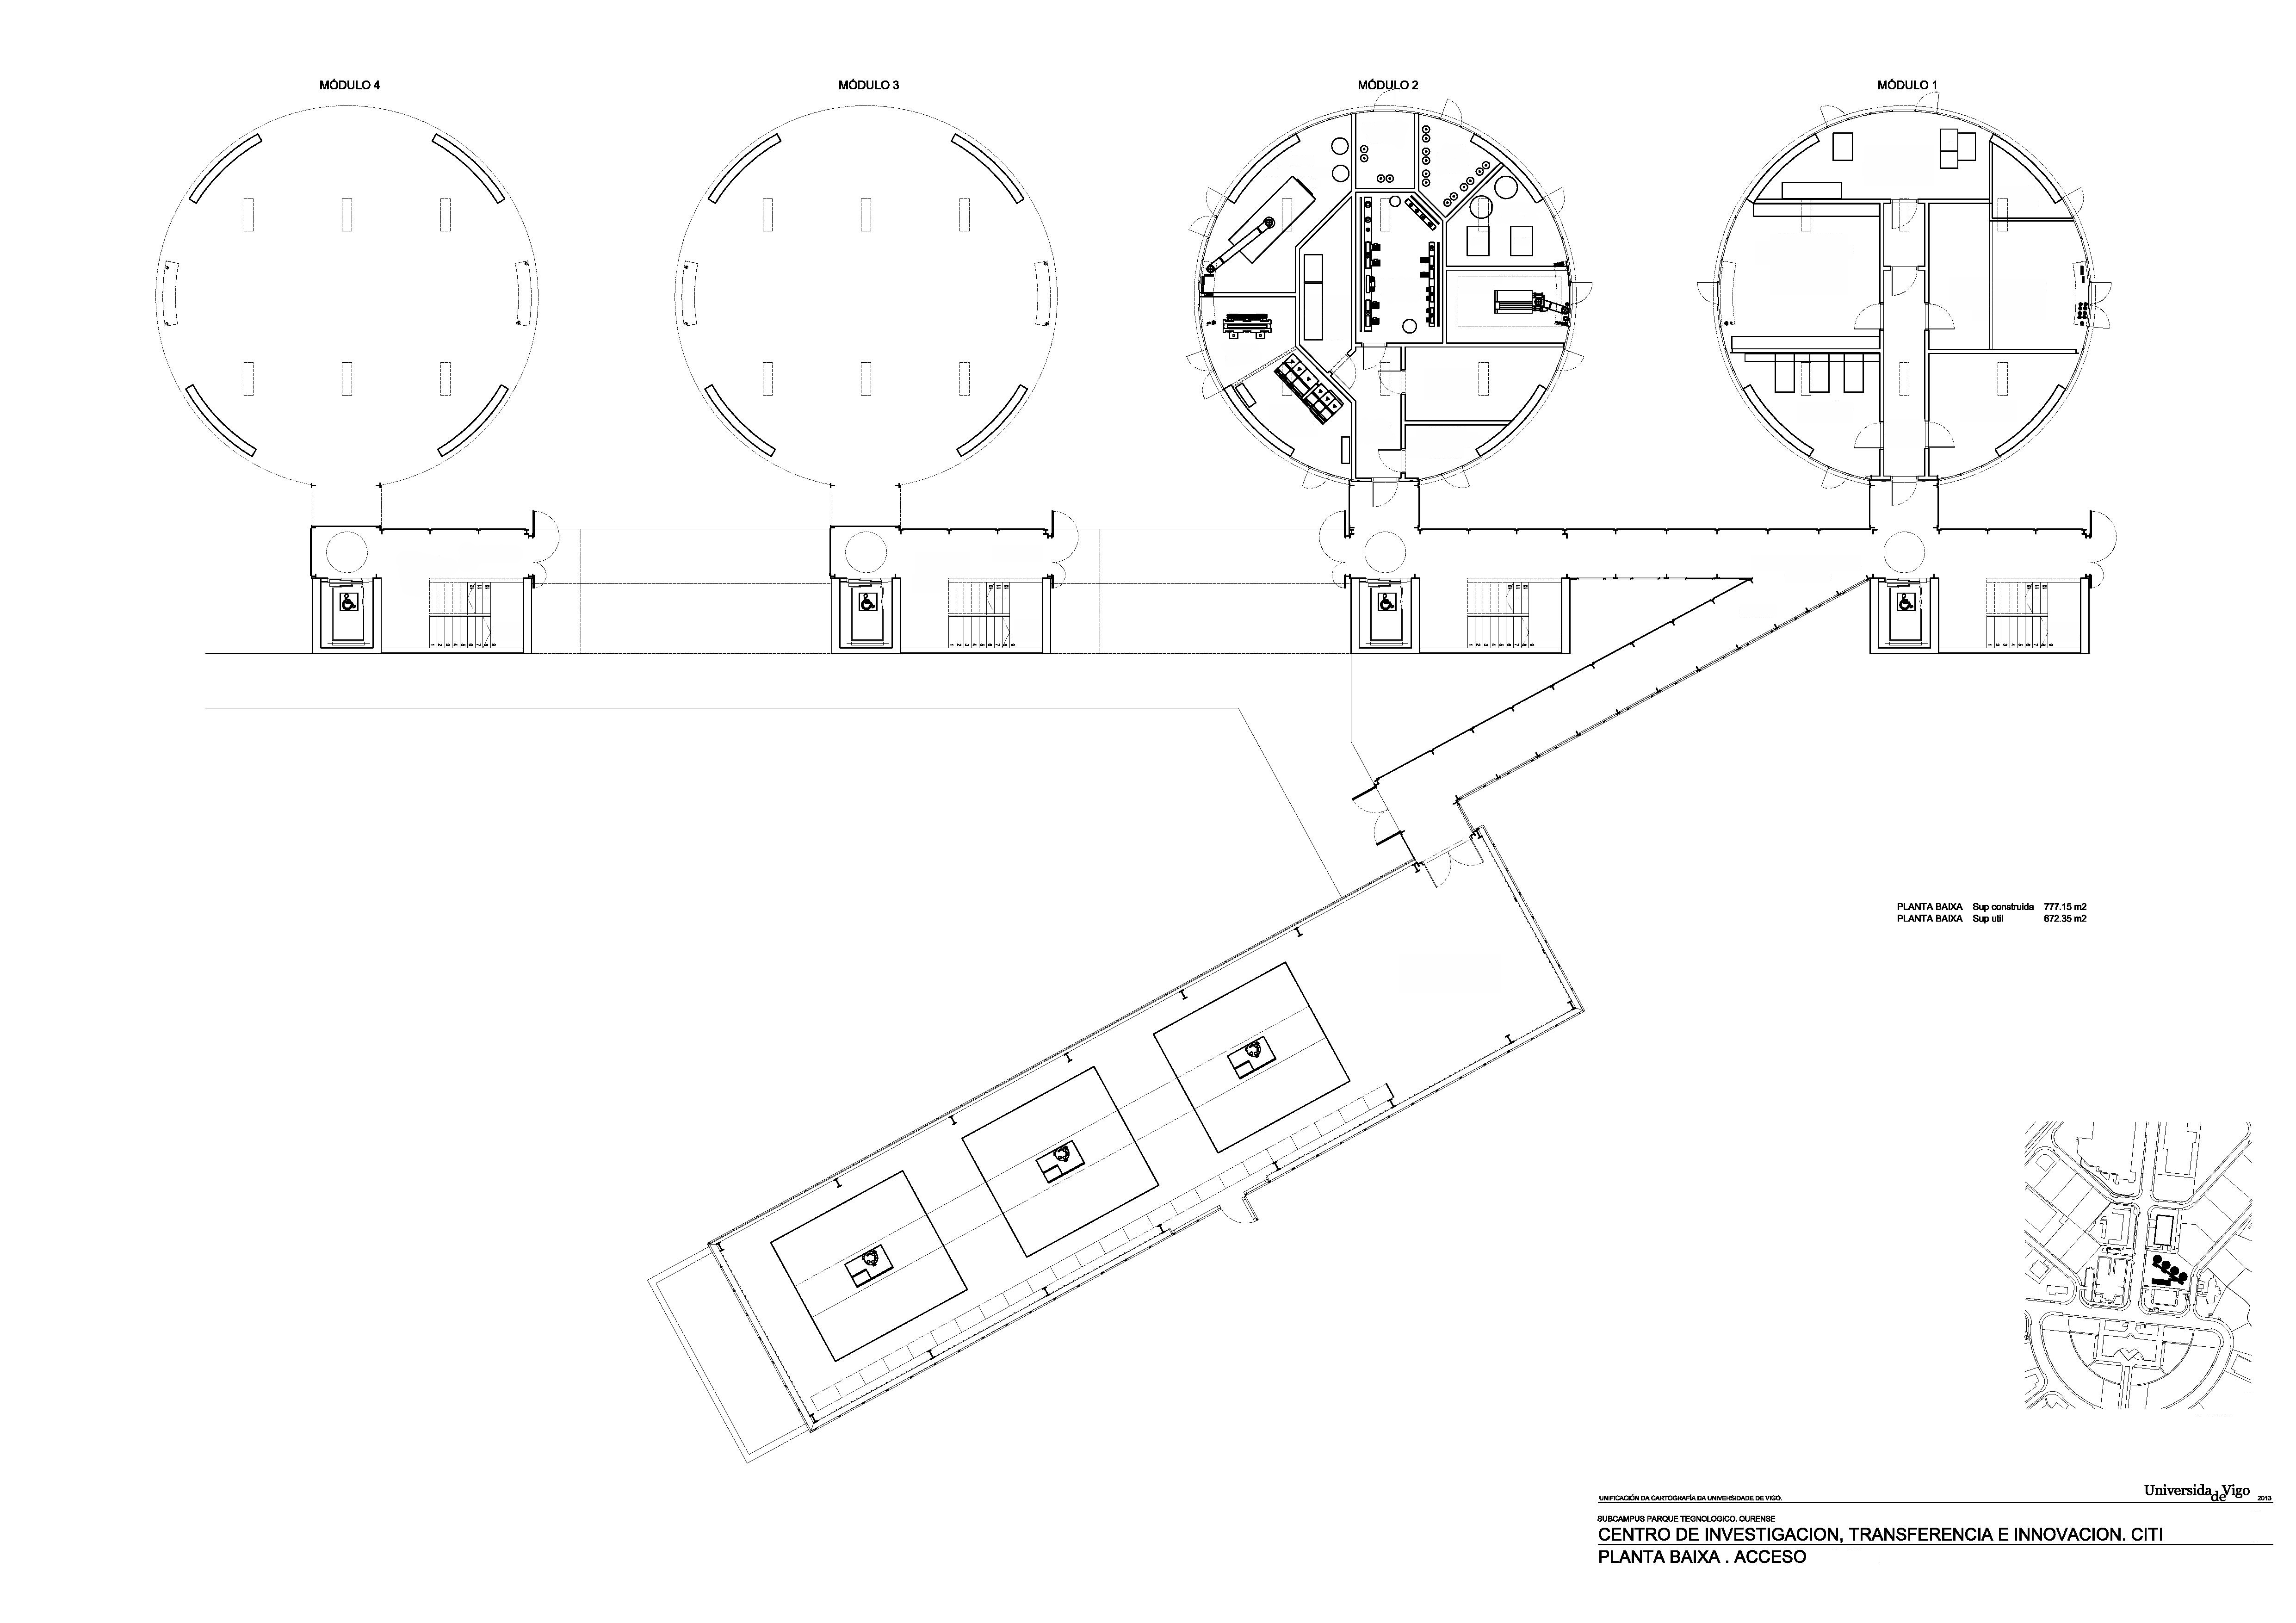 MÓDULO 4
MÓDULO 3
MÓDULO 2
MÓDULO 1
PLANTA BAIXA Sup construida 777.15 m2
PLANTA BAIXA Sup util 672.35 m2
Universidade Vigo
2013
UNIFICACIÓN DA CARTOGRAFÍA DA UNIVERSIDADE DE VIGO.
SUBCAMPUS PARQUE TEGNOLOGICO. OURENSE
CENTRO DE INVESTIGACION, TRANSFERENCIA E INNOVACION. CITI
PLANTA BAIXA . ACCESO